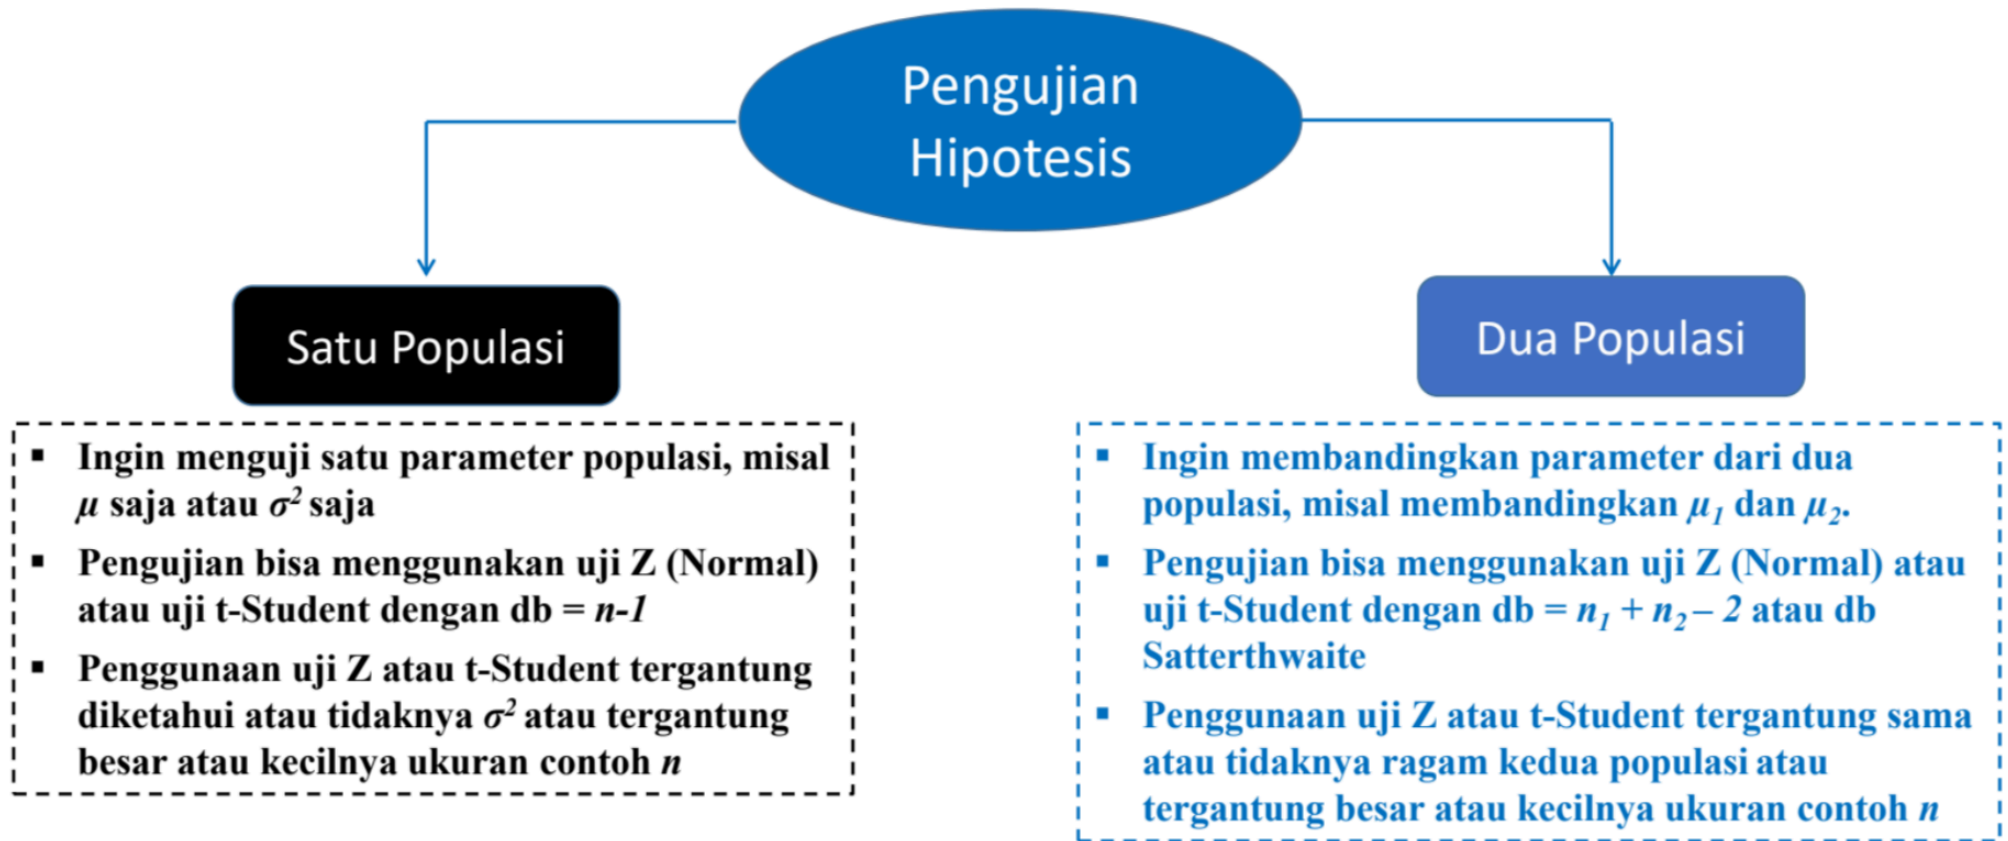 Pengujian
Hipotesis
Satu Populasi
▪ Ingin menguji satu parameter populasi, misal
μ saja atau σ² saja
▪ Pengujian bisa menggunakan uji Z (Normal)
atau uji t-Student dengan db = n-1
▪ Penggunaan uji Z atau t-Student tergantung
diketahui atau tidaknya σ² atau tergantung
besar atau kecilnya ukuran contoh n
Dua Populasi
▪ Ingin membandingkan parameter dari dua
populasi, misal membandingkan μ₁ dan μ₂.
▪ Pengujian bisa menggunakan uji Z (Normal) atau
uji t-Student dengan db = n₁ + n₂ – 2 atau db
Satterthwaite
▪ Penggunaan uji Z atau t-Student tergantung sama
atau tidaknya ragam kedua populasi atau
tergantung besar atau kecilnya ukuran contoh n